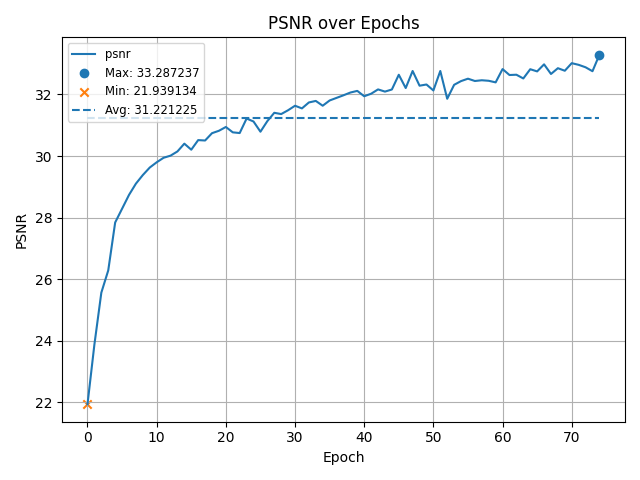 PSNR over Epochs
psnr
Max: 33.287237
Min: 21.939134
Avg: 31.221225
PSNR
32
30
28
26
24
22
0 10 20 30 40 50 60 70
Epoch